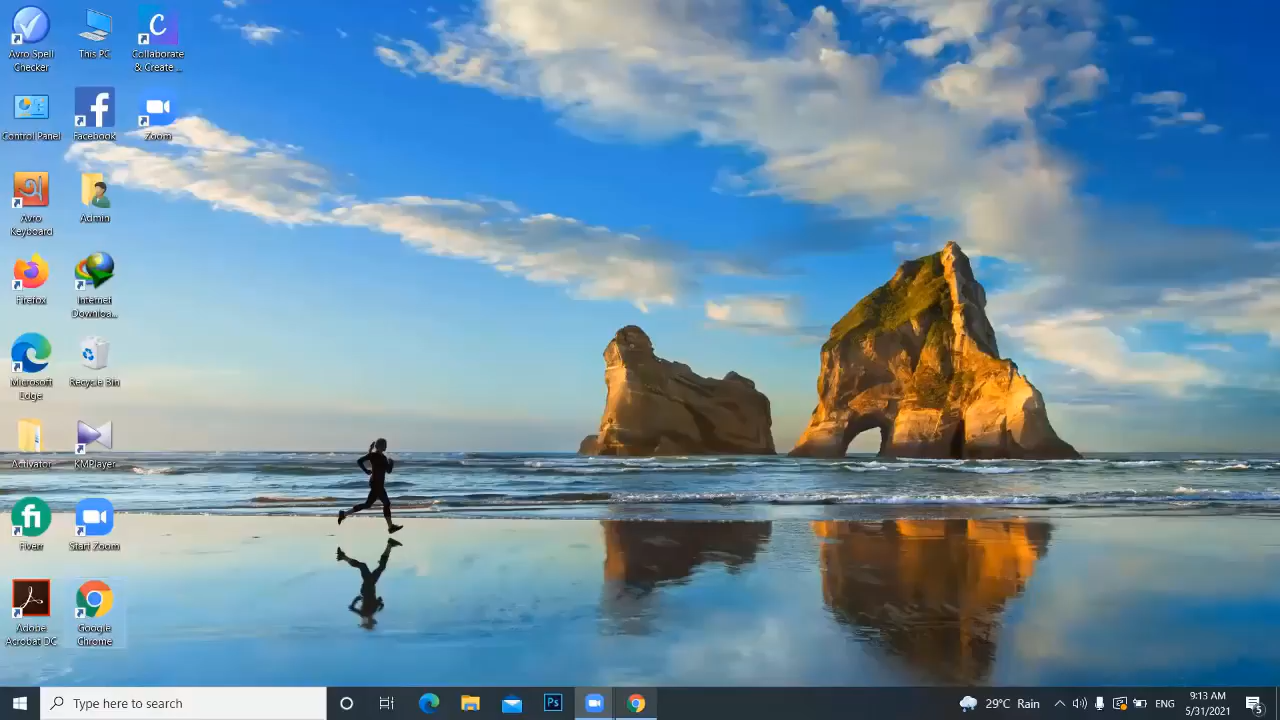 Avro Spell
Checker
This PC
Collaborate
& Create ...
Control Panel
Facebook
Zoom
Avro
Keyboard
Admin
Firefox
Internet
Downloa...
Microsoft
Edge
Recycle Bin
Activator
KMPlayer
Fiverr
Start Zoom
Adobe
Acrobat DC
Google
Chrome
Type here to search
Ps
29°C Rain
ENG
9:13 AM
5/31/2021
5